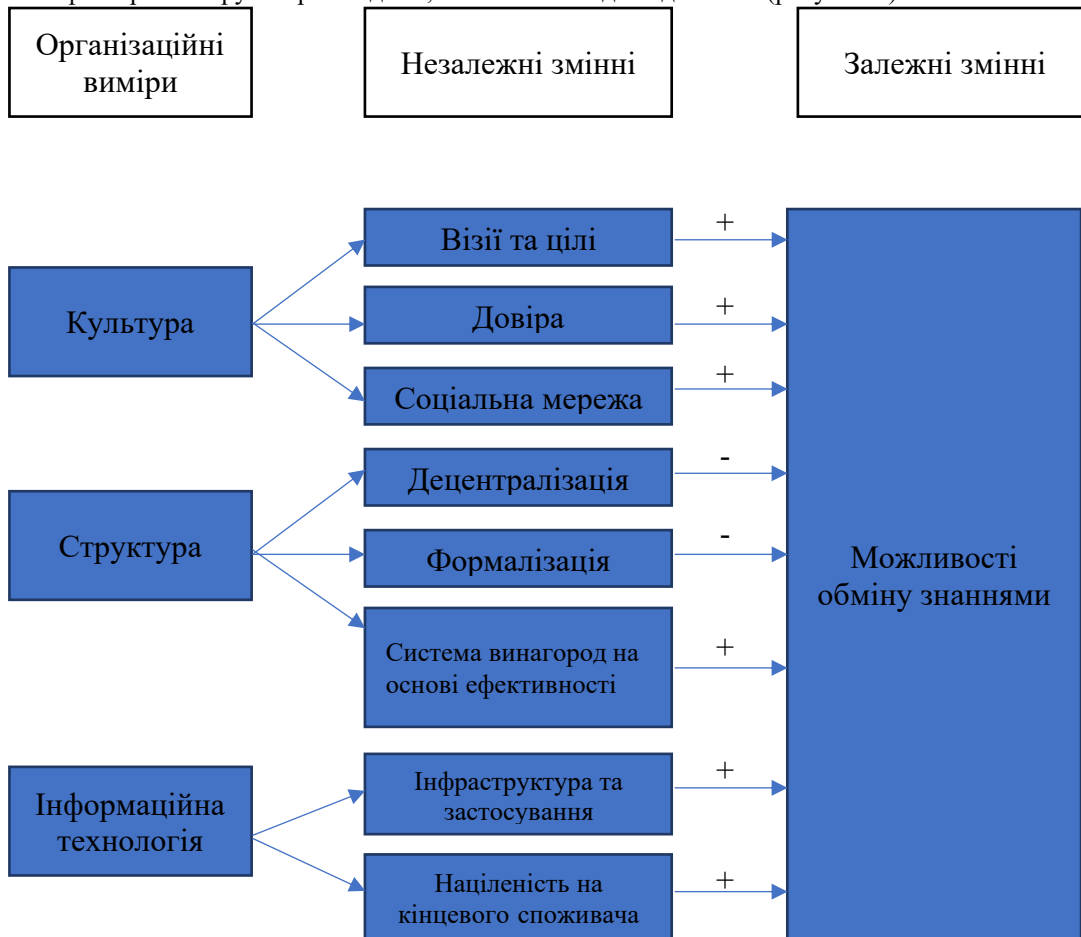 Організаційні
виміри
Незалежні змінні
Залежні змінні
Візії та цілі
+
Культура
Довіра
+
Соціальна мережа
+
Децентралізація
-
Структура
Формалізація
-
Система винагород на
основі ефективності
+
Можливості
обміну знаннями
Інформаційна
технологія
Інфраструктура та
застосування
+
Націленість на
кінцевого споживача
+